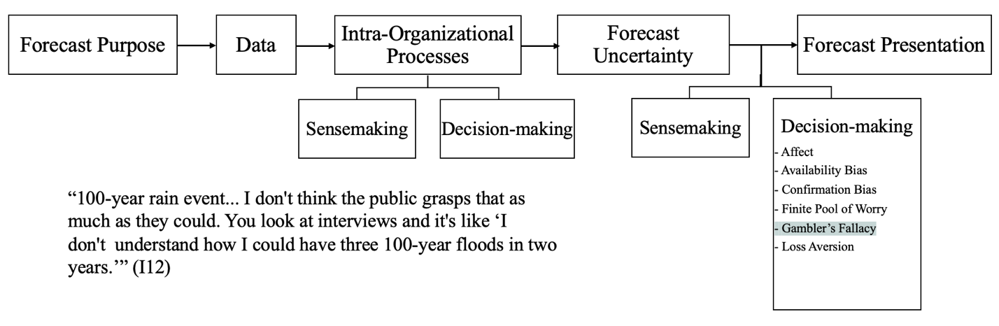 Forecast Purpose
Data
Intra-Organizational
Processes
Forecast
Uncertainty
Forecast Presentation
Sensemaking
Decision-making
Sensemaking
Decision-making
- Affect
- Availability Bias
- Confirmation Bias
- Finite Pool of Worry
- Gambler’s Fallacy
- Loss Aversion
“100-year rain event... I don't think the public grasps that as
much as they could. You look at interviews and it's like ‘I
don't understand how I could have three 100-year floods in two
years.’” (I12)